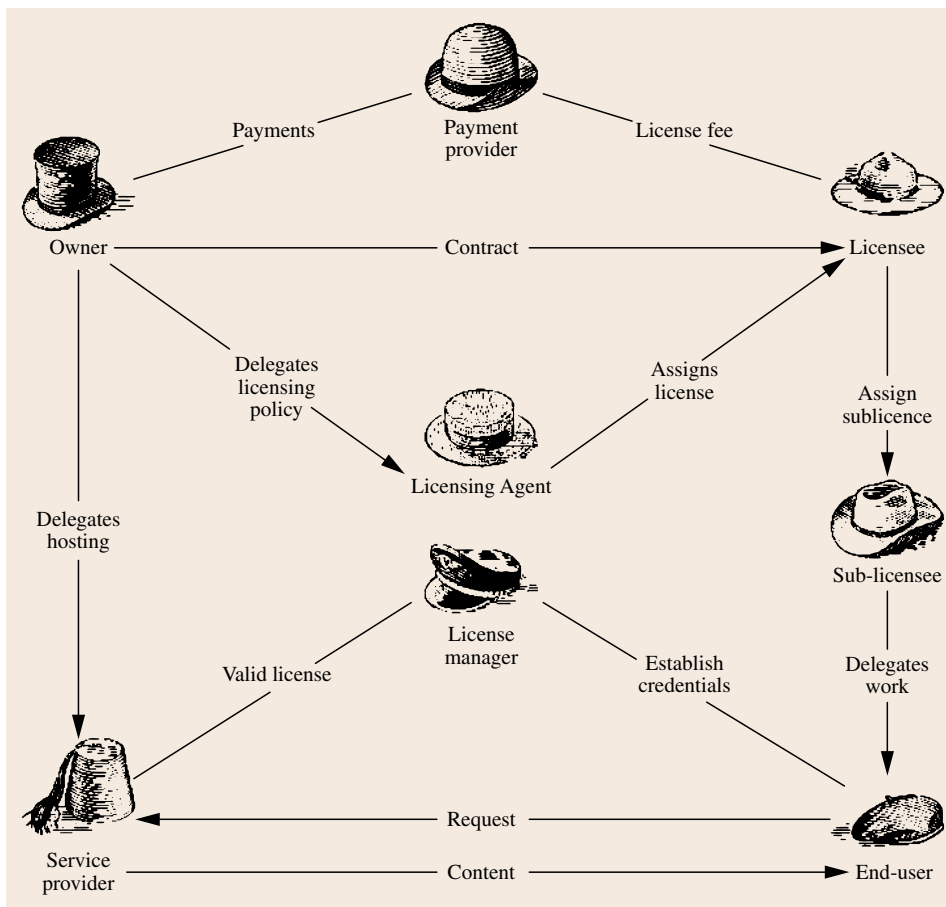 Payments
Payment
provider
License fee
Owner
Contract
Licensee
Delegates
licensing
policy
Assigns
license
Assign
sublicence
Licensing Agent
Delegates
hosting
Sub-licensee
License
manager
Valid license
Establish
credentials
Delegates
work
Request
Service
provider
Content
End-user